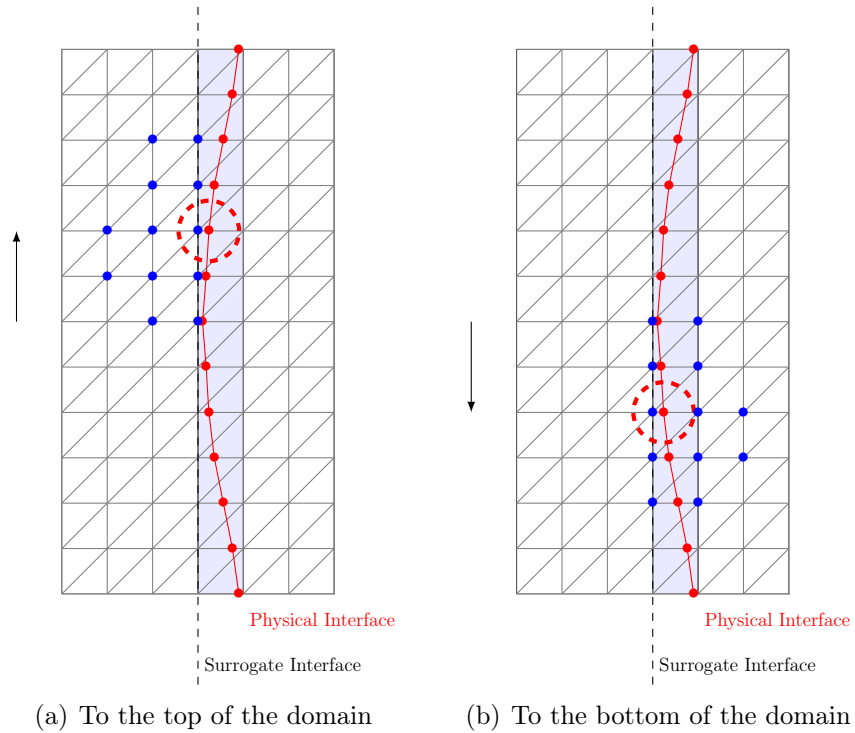 Physical Interface
Surrogate Interface
(a) To the top of the domain
Physical Interface
Surrogate Interface
(b) To the bottom of the domain